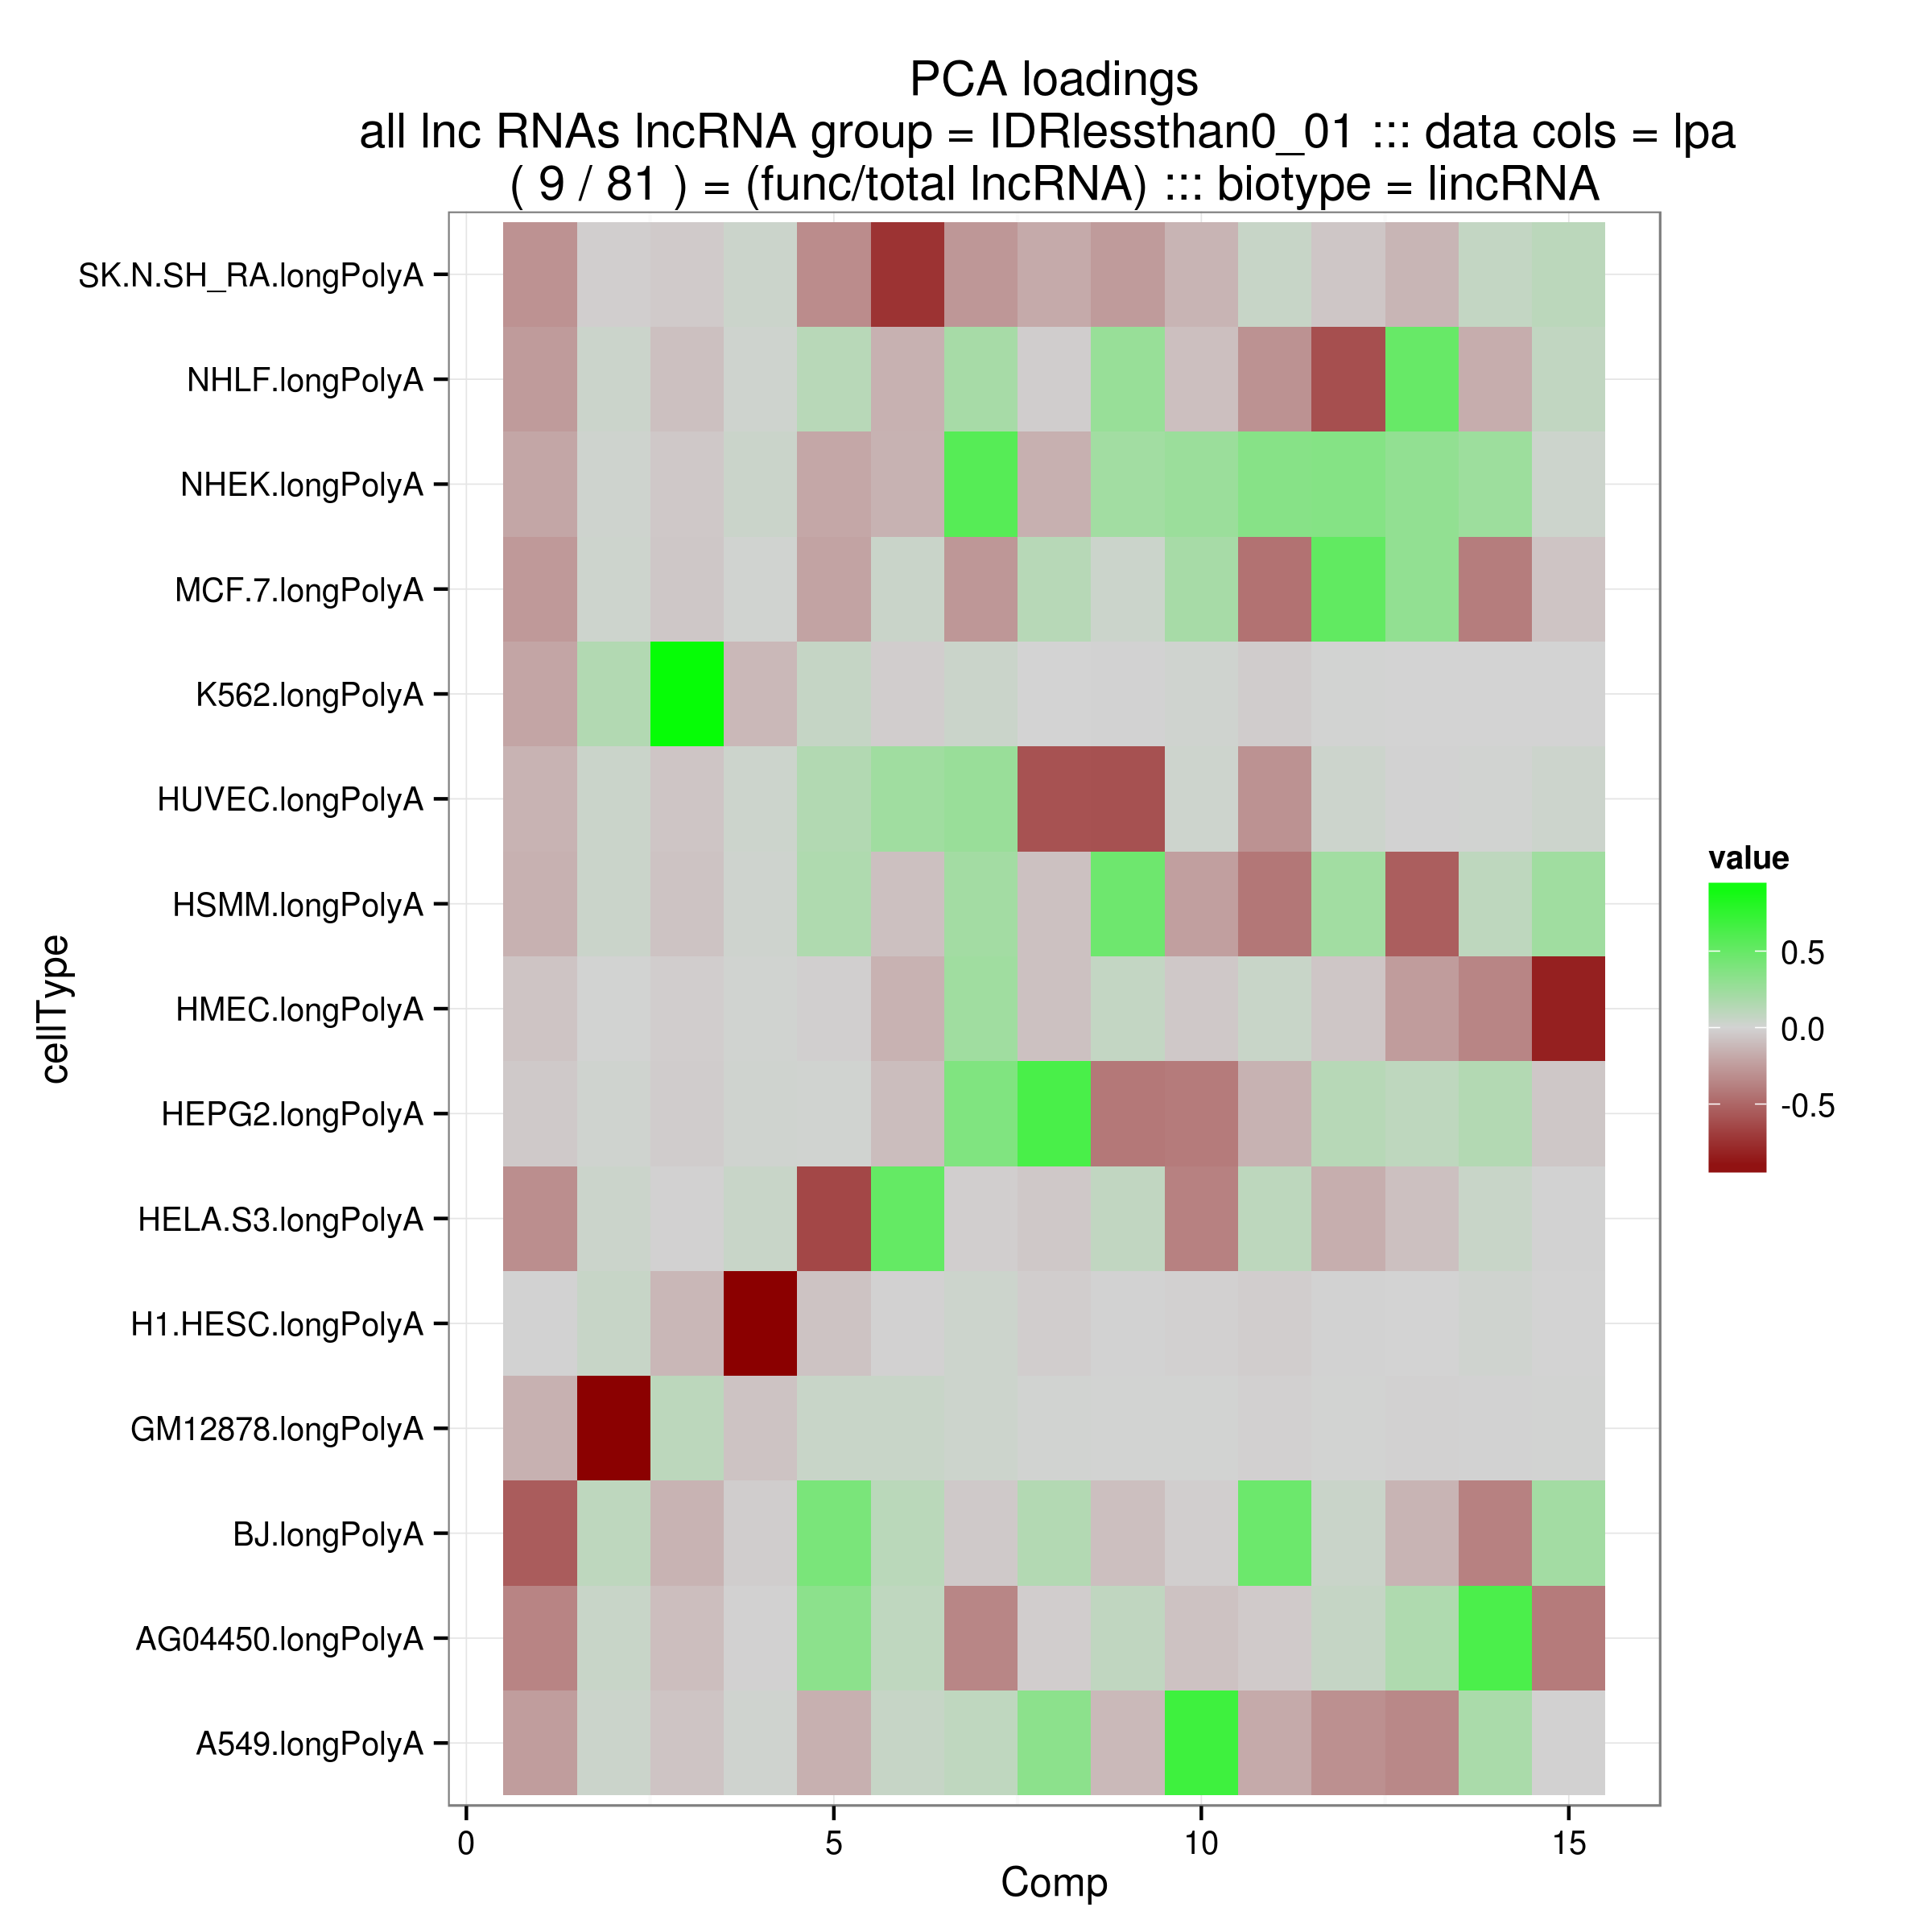 PCA loadings
all lnc RNAs lncRNA group = IDRlessthan0_01 ::: data cols = lpa
( 9 / 81 ) = (func/total lncRNA) ::: biotype = lincRNA
cellType
SK.N.SH_RA.longPolyA
NHLF.longPolyA
NHEK.longPolyA
MCF.7.longPolyA
K562.longPolyA
HUVEC.longPolyA
HSMM.longPolyA
HMEC.longPolyA
HEPG2.longPolyA
HELA.S3.longPolyA
H1.HESC.longPolyA
GM12878.longPolyA
BJ.longPolyA
AG04450.longPolyA
A549.longPolyA
0 5 10 15
Comp
value
0.5
0.0
-0.5